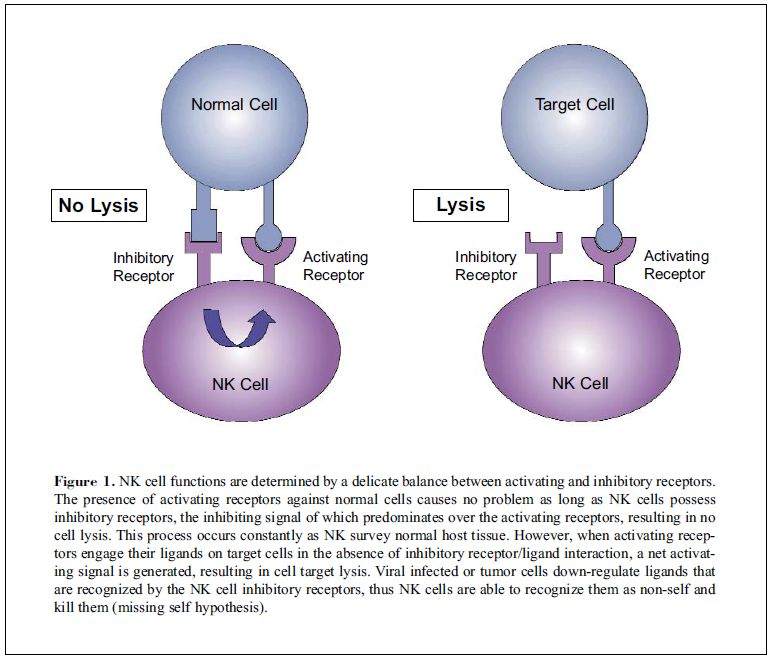 Normal Cell
Target Cell
No Lysis
Lysis
Inhibitory
Receptor
Activating
Receptor
Inhibitory
Receptor
Activating
Receptor
NK Cell
NK Cell
Figure 1. NK cell functions are determined by a delicate balance between activating and inhibitory receptors.
The presence of activating receptors against normal cells causes no problem as long as NK cells possess
inhibitory receptors, the inhibiting signal of which predominates over the activating receptors, resulting in no
cell lysis. This process occurs constantly as NK survey normal host tissue. However, when activating recep-
tors engage their ligands on target cells in the absence of inhibitory receptor/ligand interaction, a net activat-
ing signal is generated, resulting in cell target lysis. Viral infected or tumor cells down-regulate ligands that
are recognized by the NK cell inhibitory receptors, thus NK cells are able to recognize them as non-self and
kill them (missing self hypothesis).